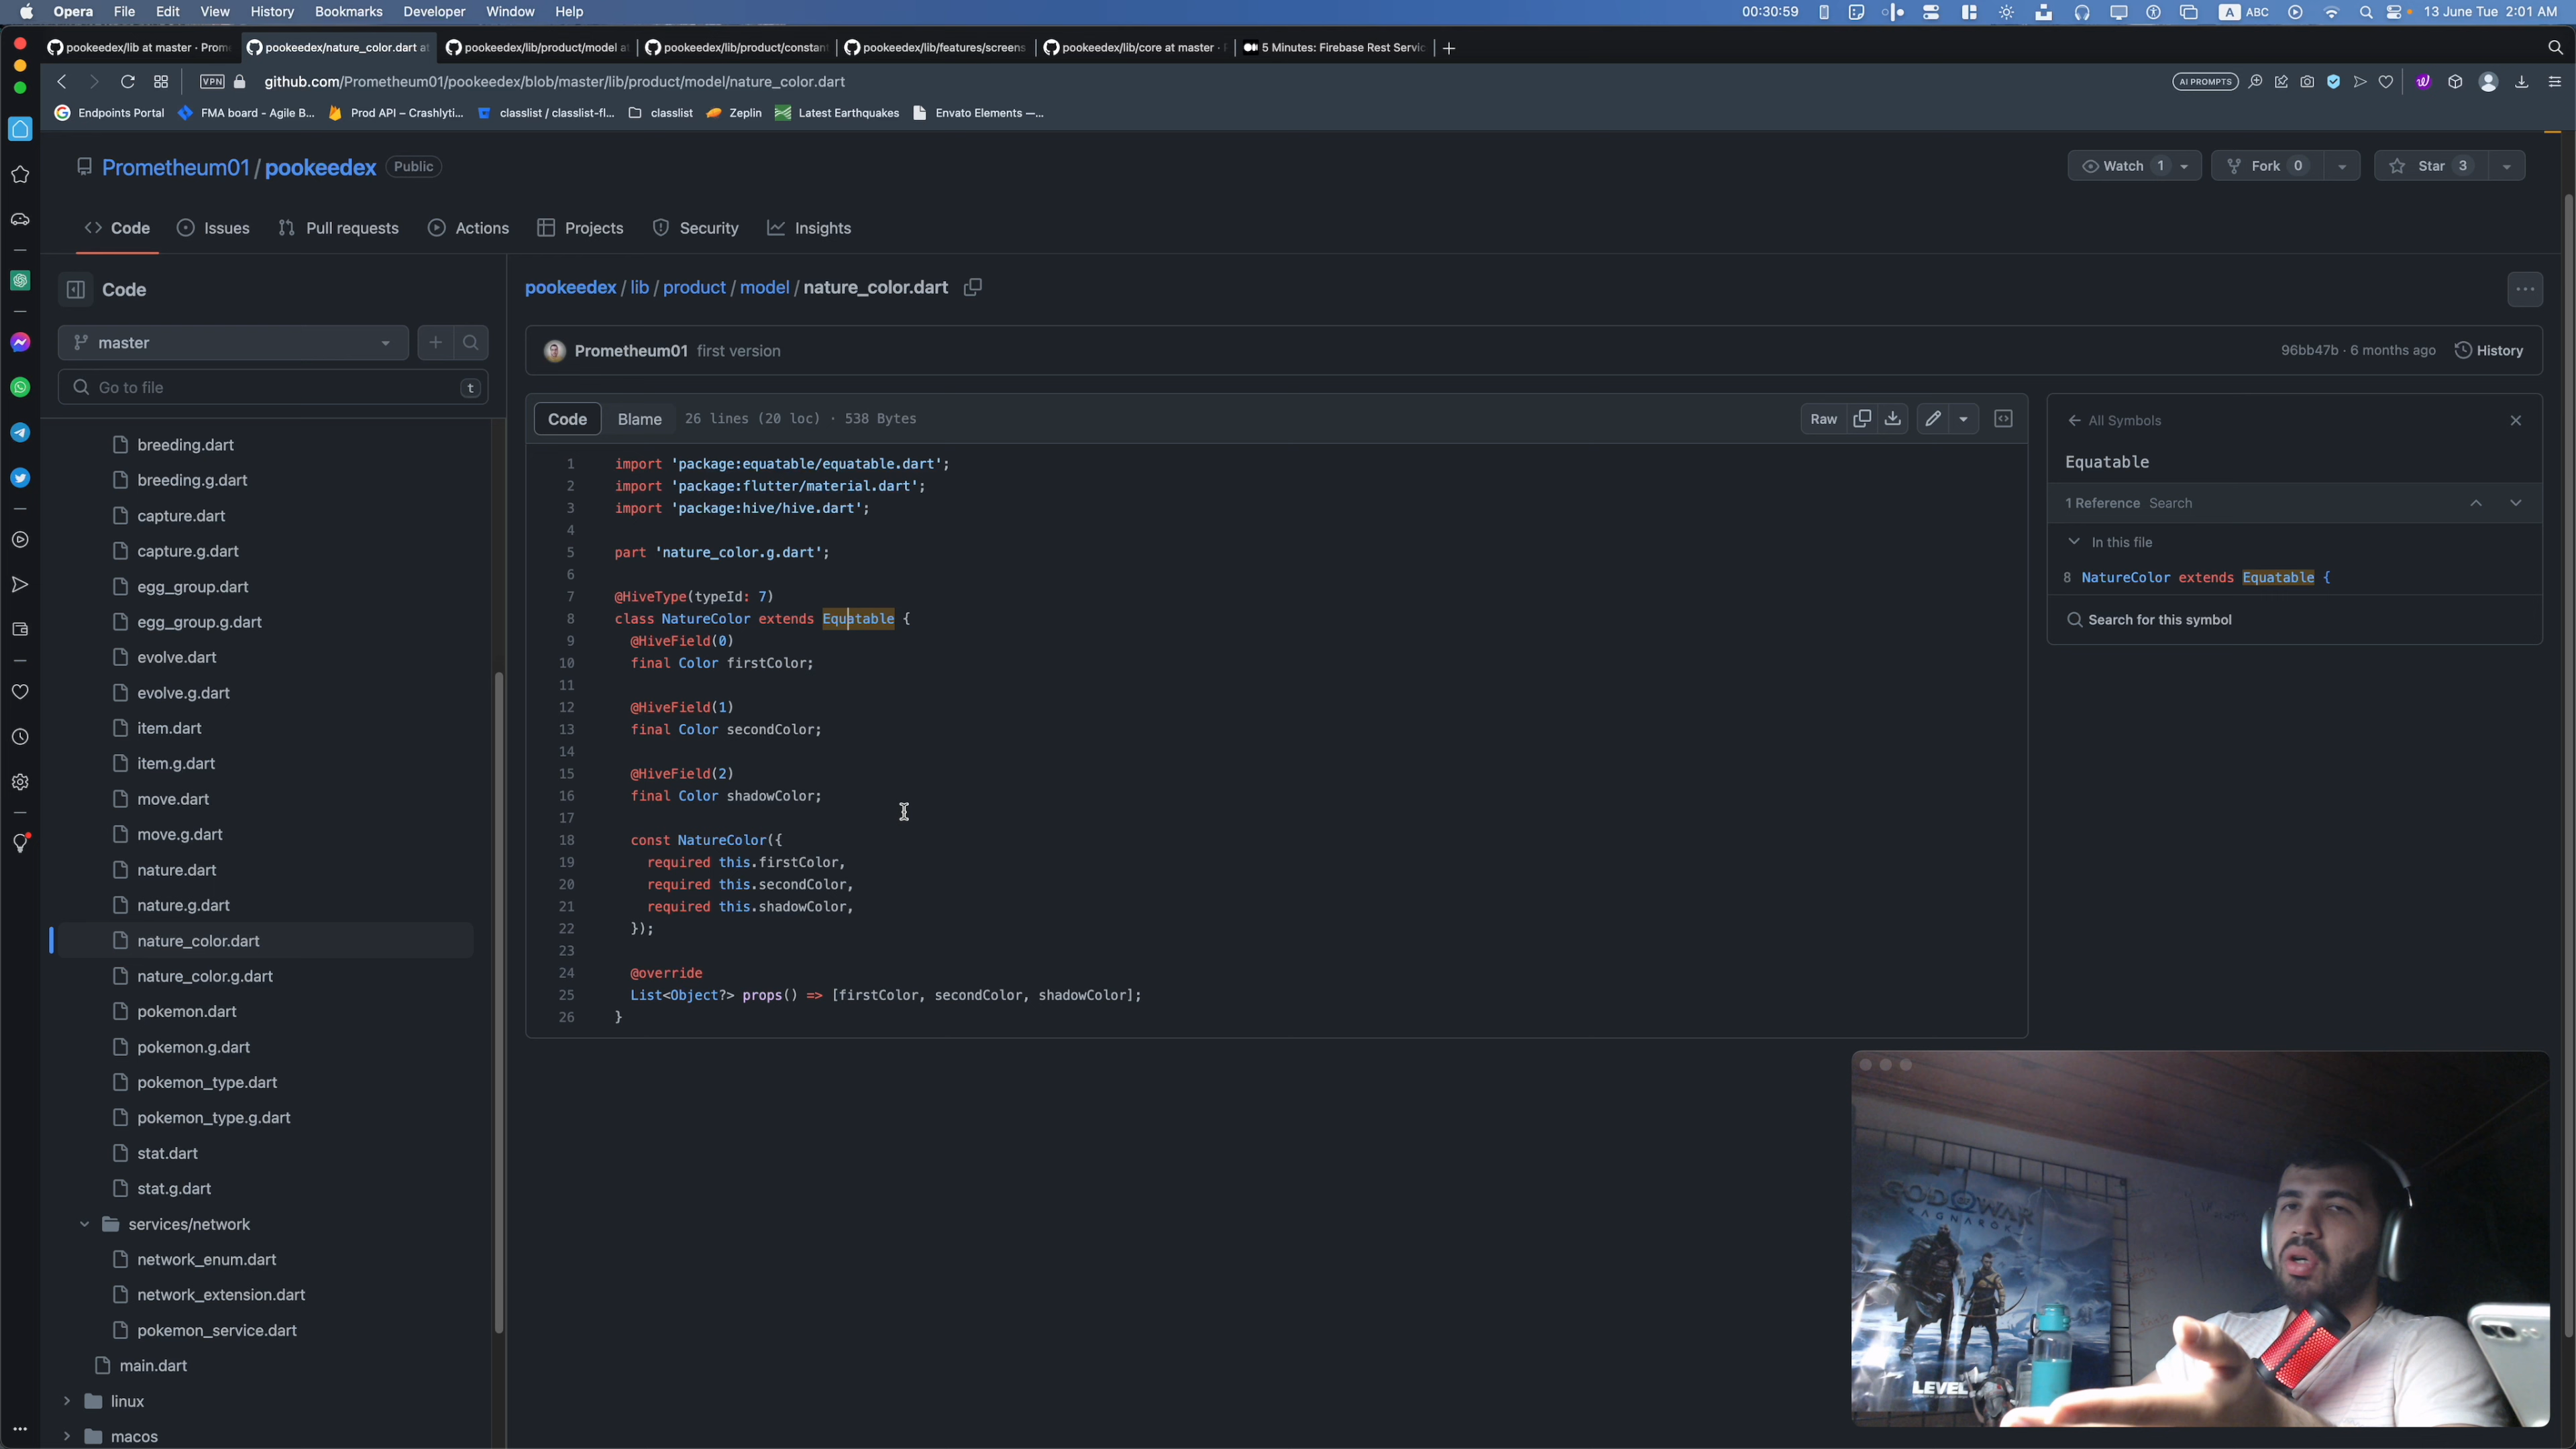 Opera File Edit View History Bookmarks Developer Window Help 00:30:59 A ABC 13 June Tue 2:01 AM
pookeedex/lib at master · Prom pookeedex/nature_color.dart at pookeedex/lib/product/model a pookeedex/lib/product/constan pookeedex/lib/features/screens pookeedex/lib/core at master · 5 Minutes: Firebase Rest Servic
VPN github.com/Prometheum01/pookeedex/blob/master/lib/product/model/nature_color.dart AI PROMPTS
Endpoints Portal FMA board - Agile B... Prod API – Crashlyti... classlist / classlist-fl... classlist Zeplin Latest Earthquakes Envato Elements —...
Prometheum01 / pookeedex Public Watch 1 Fork 0 Star 3
Code Issues Pull requests Actions Projects Security Insights
Code
master
Go to file t
breeding.dart
breeding.g.dart
capture.dart
capture.g.dart
egg_group.dart
egg_group.g.dart
evolve.dart
evolve.g.dart
item.dart
item.g.dart
move.dart
move.g.dart
nature.dart
nature.g.dart
nature_color.dart
nature_color.g.dart
pokemon.dart
pokemon.g.dart
pokemon_type.dart
pokemon_type.g.dart
stat.dart
stat.g.dart
services/network
network_enum.dart
network_extension.dart
pokemon_service.dart
main.dart
linux
macos
pookeedex / lib / product / model / nature_color.dart
Prometheum01 first version 96bb47b · 6 months ago History
Code Blame 26 lines (20 loc) · 538 Bytes Raw
1 import 'package:equatable/equatable.dart';
2 import 'package:flutter/material.dart';
3 import 'package:hive/hive.dart';
4
5 part 'nature_color.g.dart';
6
7 @HiveType(typeId: 7)
8 class NatureColor extends Equatable {
9 @HiveField(0)
10 final Color firstColor;
11
12 @HiveField(1)
13 final Color secondColor;
14
15 @HiveField(2)
16 final Color shadowColor;
17
18 const NatureColor({
19 required this.firstColor,
20 required this.secondColor,
21 required this.shadowColor,
22 });
23
24 @override
25 List<Object?> props() => [firstColor, secondColor, shadowColor];
26 }
All Symbols
Equatable
1 Reference Search
In this file
8 NatureColor extends Equatable {
Search for this symbol
GOD OF WAR
RAGNARÖK
LEVEL